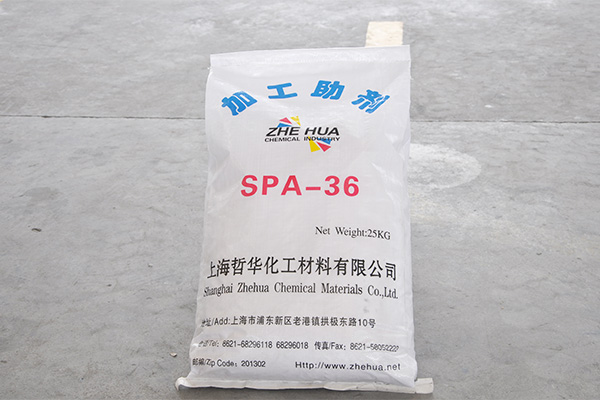 加工助剂
ZHE HUA
CHEMICAL INDUSTRY
SPA-36
Net Weight:25KG
上海哲华化工材料有限公司
Shanghai Zhehua Chemical Materials Co.,Ltd.
地址/Add:上海市浦东新区老港镇拱极东路10号
电话/Tel: 8621-68296118 68296018 传真/Fax: 8621-58052222
邮编/Zip Code: 201302 Http://www.zhehua.net